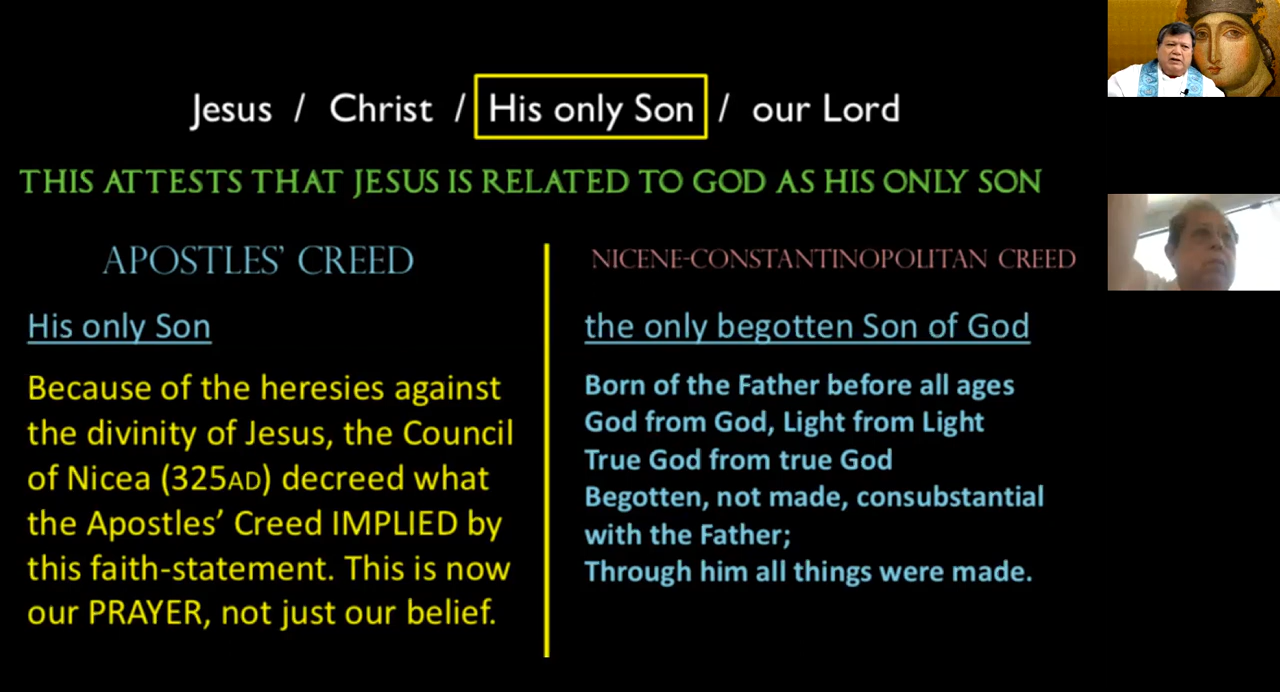 Jesus / Christ / His only Son / our Lord
THIS ATTESTS THAT JESUS IS RELATED TO GOD AS HIS ONLY SON
APOSTLES' CREED
His only Son
Because of the heresies against
the divinity of Jesus, the Council
of Nicea (325AD) decreed what
the Apostles' Creed IMPLIED by
this faith-statement. This is now
our PRAYER, not just our belief.
NICENE-CONSTANTINOPOLITAN CREED
the only begotten Son of God
Born of the Father before all ages
God from God, Light from Light
True God from true God
Begotten, not made, consubstantial
with the Father;
Through him all things were made.